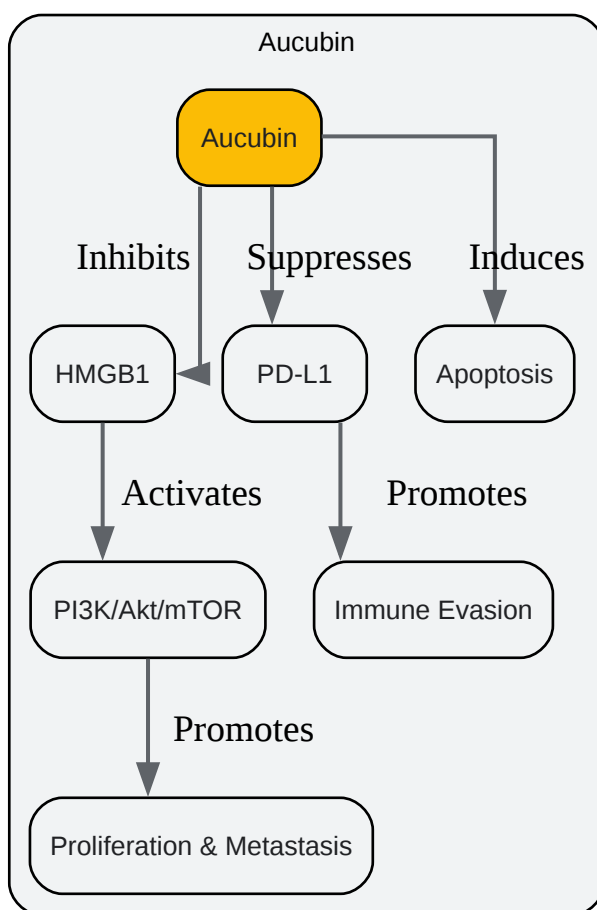 Aucubin
Aucubin
Inhibits
Suppresses
Induces
HMGB1
PD-L1
Apoptosis
Activates
Promotes
PI3K/Akt/mTOR
Immune Evasion
Promotes
Proliferation & Metastasis